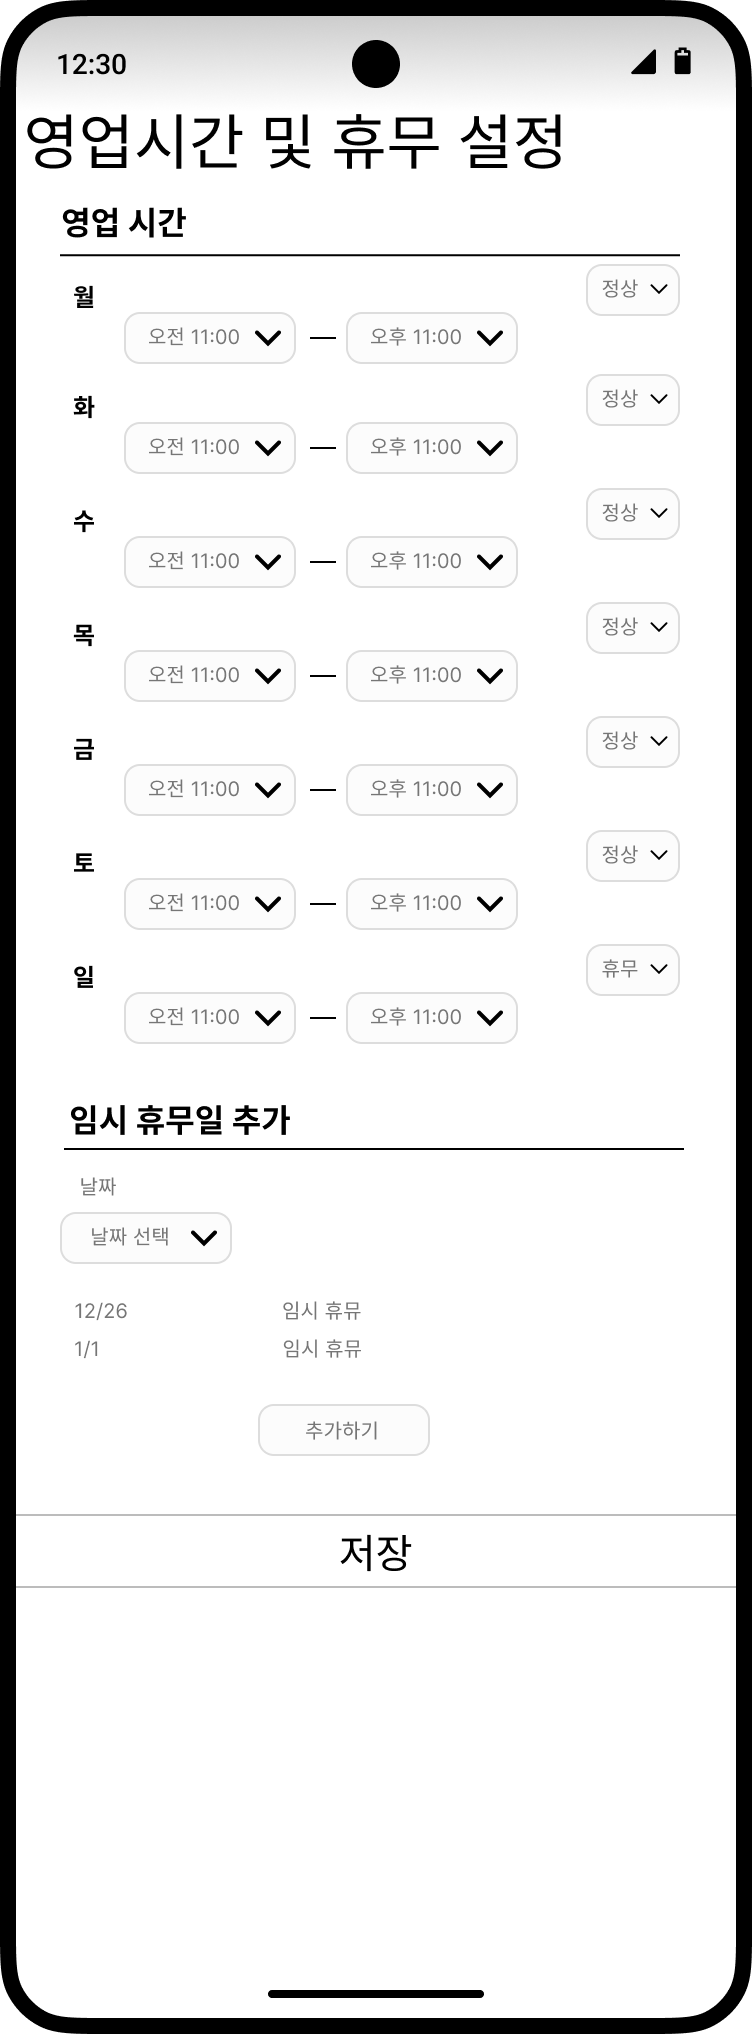 12:30
영업시간 및 휴무 설정
영업 시간
월 정상
오전 11:00 — 오후 11:00
화 정상
오전 11:00 — 오후 11:00
수 정상
오전 11:00 — 오후 11:00
목 정상
오전 11:00 — 오후 11:00
금 정상
오전 11:00 — 오후 11:00
토 정상
오전 11:00 — 오후 11:00
일 휴무
오전 11:00 — 오후 11:00
임시 휴무일 추가
날짜
날짜 선택
12/26 임시 휴뮤
1/1 임시 휴뮤
추가하기
저장